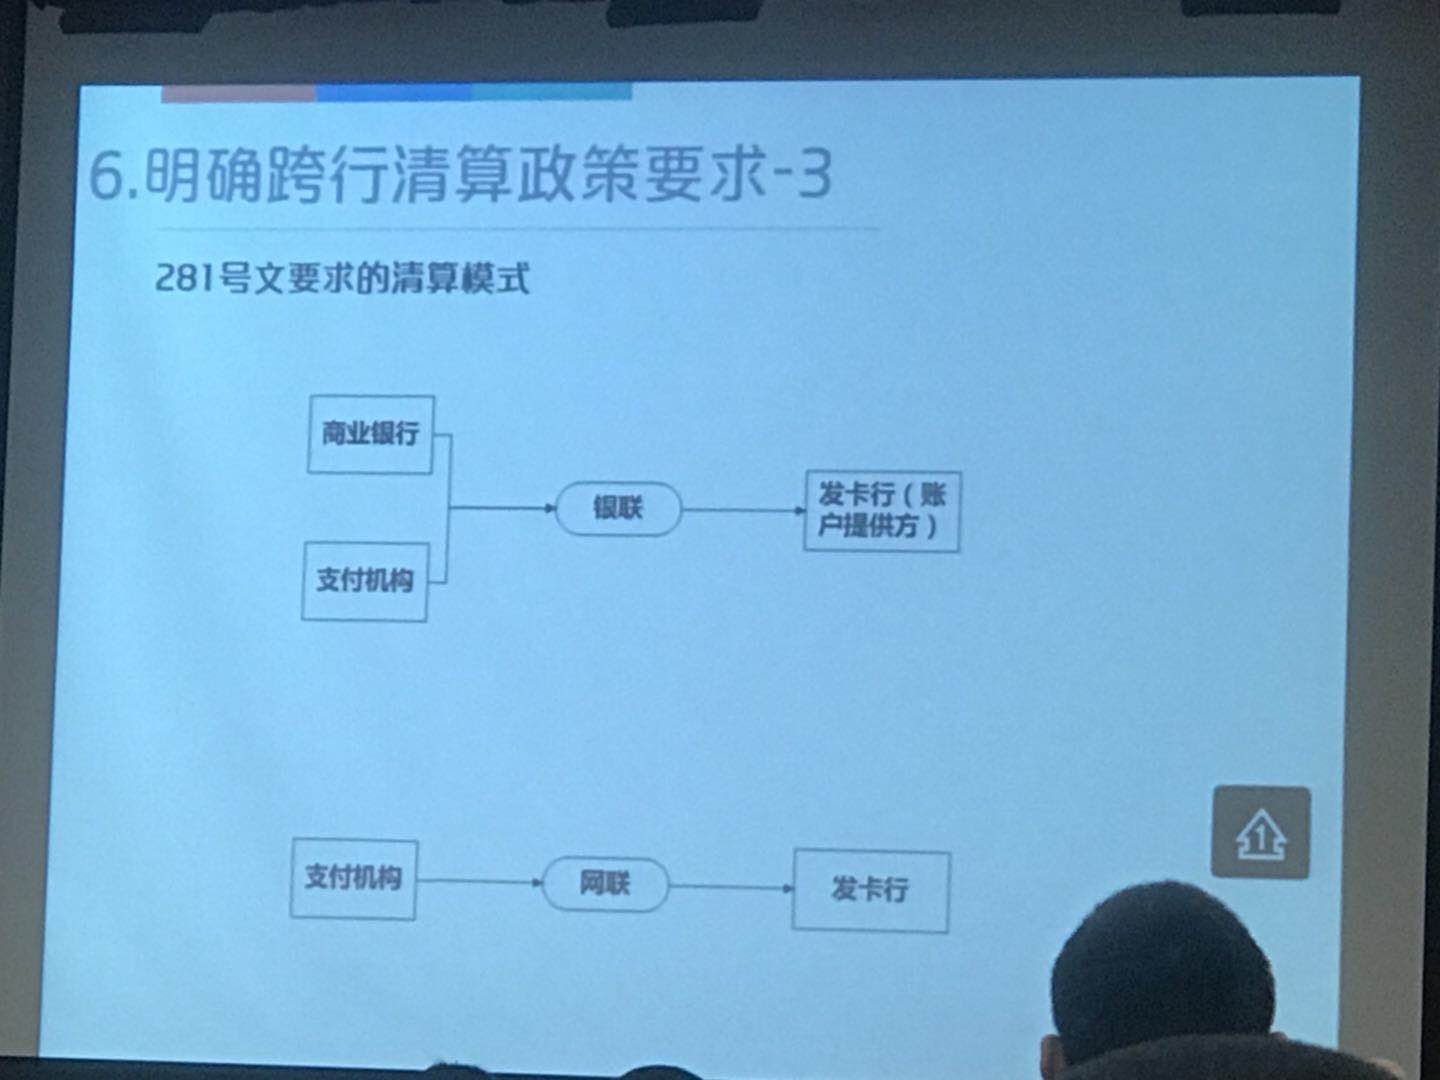 6.明确跨行清算政策要求-3
281号文要求的清算模式
商业银行
银联
发卡行（账
户提供方）
支付机构
支付机构
网联
发卡行
1